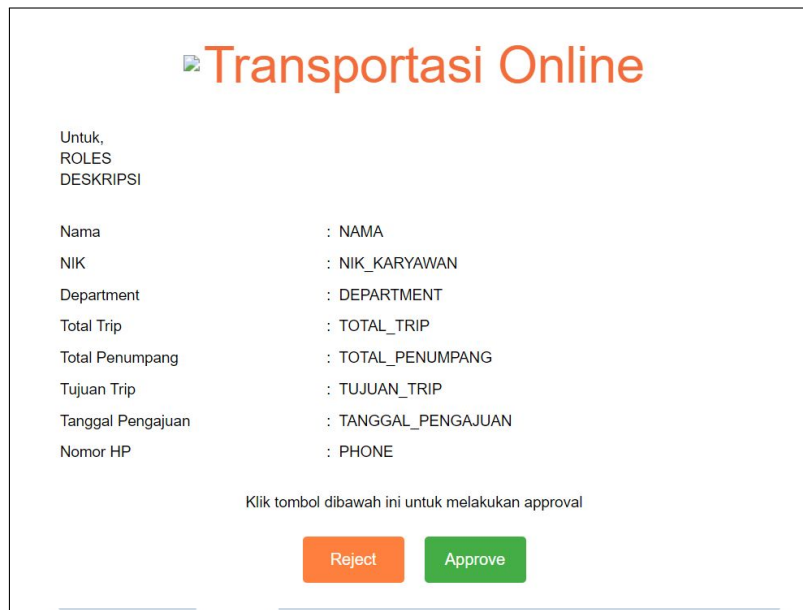 Transportasi Online
Untuk,
ROLES
DESKRIPSI
Nama : NAMA
NIK : NIK_KARYAWAN
Department : DEPARTMENT
Total Trip : TOTAL_TRIP
Total Penumpang : TOTAL_PENUMPANG
Tujuan Trip : TUJUAN_TRIP
Tanggal Pengajuan : TANGGAL_PENGAJUAN
Nomor HP : PHONE
Klik tombol dibawah ini untuk melakukan approval
Reject Approve